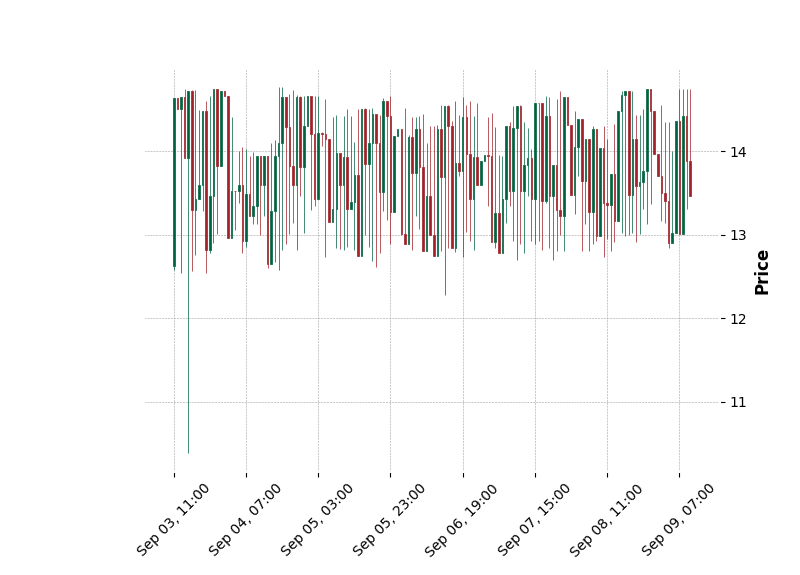 14
13
12
11
Price
Sep 03, 11:00
Sep 04, 07:00
Sep 05, 03:00
Sep 05, 23:00
Sep 06, 19:00
Sep 07, 15:00
Sep 08, 11:00
Sep 09, 07:00